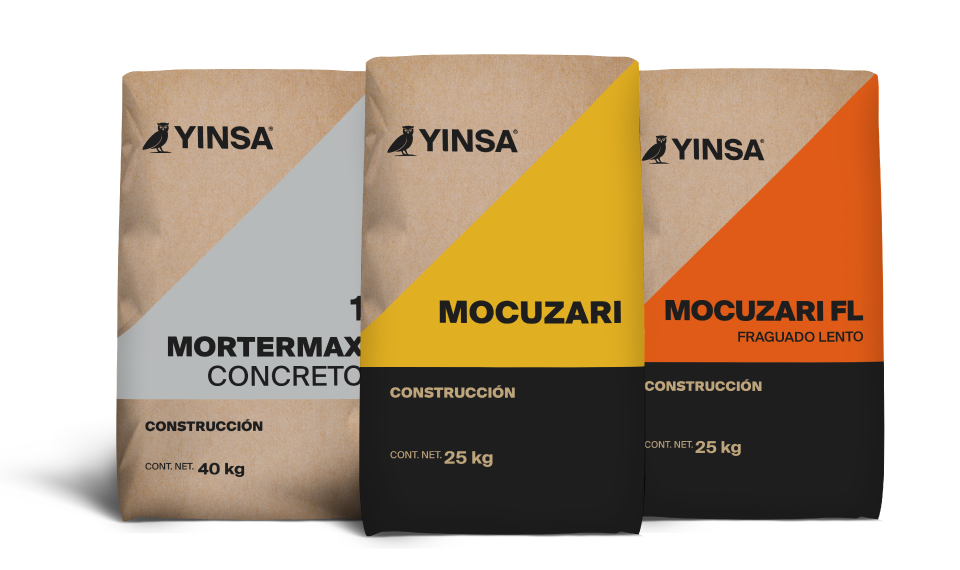 YINSA®
1
MORTERMAX
CONCRETO
CONSTRUCCIÓN
CONT. NET. 40 kg
YINSA®
MOCUZARI
CONSTRUCCIÓN
CONT. NET. 25 kg
YINSA®
MOCUZARI FL
FRAGUADO LENTO
CONSTRUCCIÓN
CONT. NET. 25 kg